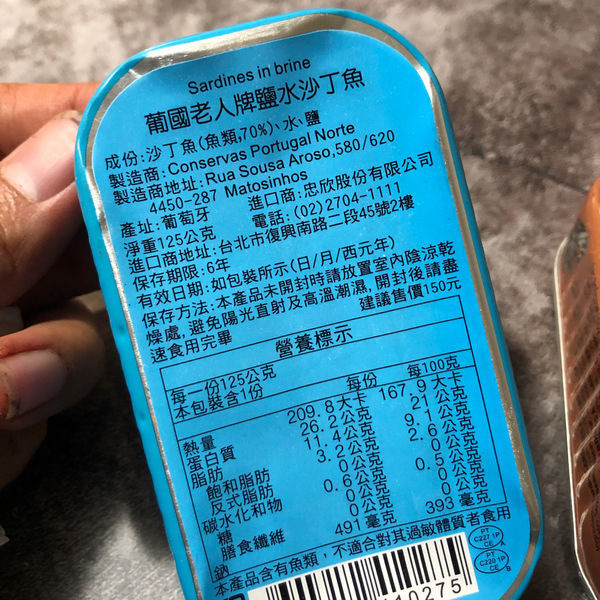 Sardines in brine
葡國老人牌鹽水沙丁魚
成份:沙丁魚(魚類,70%)、水、鹽
製造商:Conservas Portugal Norte
製造商地址:Rua Sousa Aroso,580/620
4450-287 Matosinhos
產址:葡萄牙 進口商:忠欣股份有限公司
淨重125公克 電話:(02)2704-1111
進口商地址:台北市復興南路二段45號2樓
保存期限:6年
有效日期:如包裝所示(日/月/西元年)
保存方法:本產品未開封時請放置室內陰涼乾
燥處,避免陽光直射及高溫潮濕,開封後請盡
速食用完畢 建議售價150元
營養標示
每一份125公克
本包裝含1份 每份 每100克
熱量 209.8大卡 167.9大卡
蛋白質 26.2公克 21公克
脂肪 11.4公克 9.1公克
飽和脂肪 3.2公克 2.6公克
反式脂肪 0公克 0公克
碳水化和物 0.6公克 0.5公克
糖 0公克 0公克
膳食纖維 0公克 0公克
鈉 491毫克 393毫克
本產品含有魚類,不適合對其過敏體質者食用
PT
C227 1P
CE A
PT
C220 1P
CE B
10275